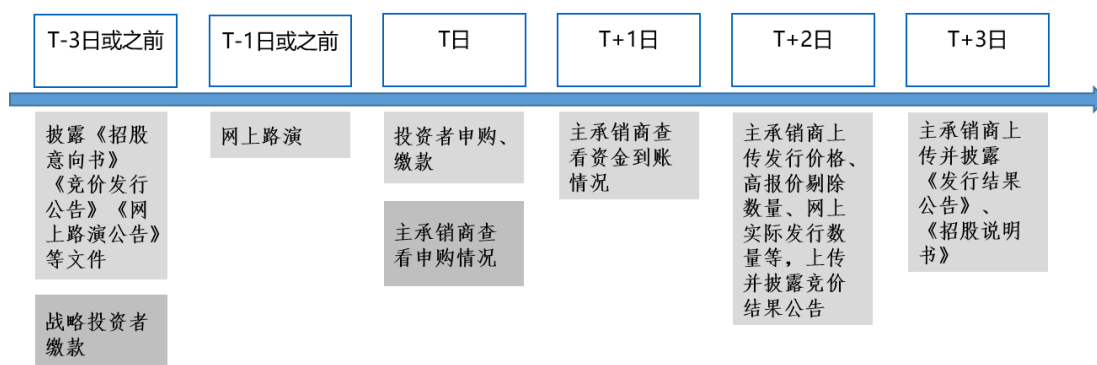 T-3日或之前
T-1日或之前
T日
T+1日
T+2日
T+3日
披露《招股
意向书》
《竞价发行
公告》《网
上路演公告》
等文件
战略投资者
缴款
网上路演
投资者申购、
缴款
主承销商查
看申购情况
主承销商查
看资金到账
情况
主承销商上
传发行价格、
高报价剔除
数量、网上
实际发行数
量等，上传
并披露竞价
结果公告
主承销商上
传并披露
《发行结果
公告》、
《招股说明
书》